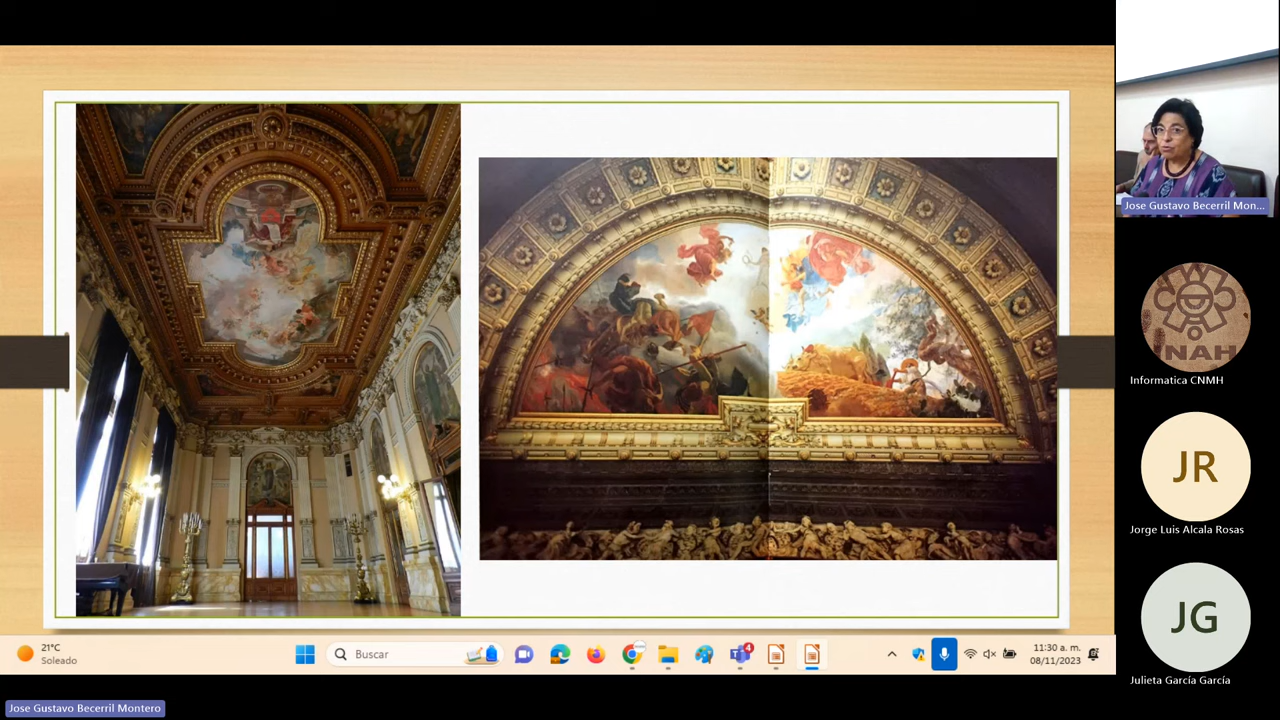 Jose Gustavo Becerril Mon...
INAH
Informatica CNMH
JR
Jorge Luis Alcala Rosas
JG
Julieta García García
21°C
Soleado
Buscar
4
11:30 a. m.
08/11/2023
Jose Gustavo Becerril Montero